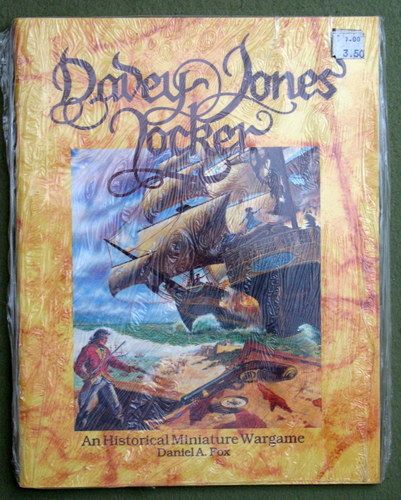 Davey Jones
Locker
3.50
An Historical Miniature Wargame
Daniel A. Fox